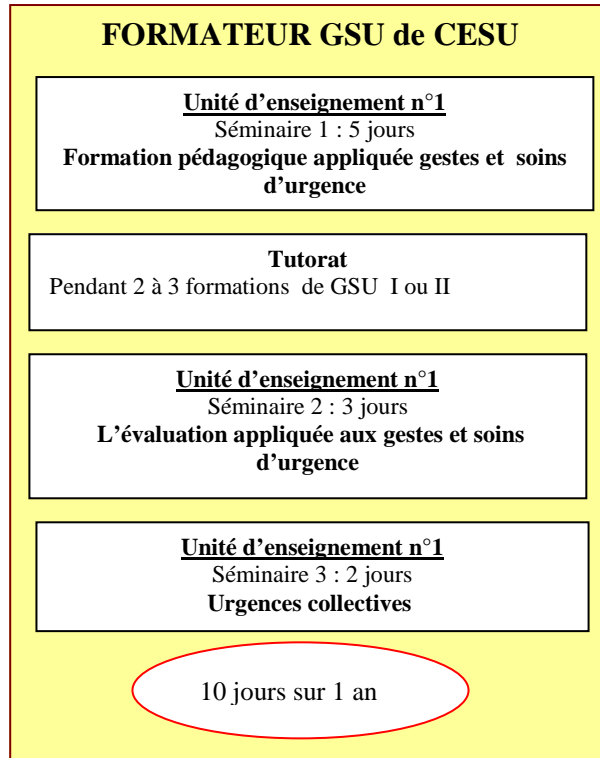 FORMATEUR GSU de CESU
Unité d'enseignement n°1
Séminaire 1 : 5 jours
Formation pédagogique appliquée gestes et soins
d'urgence
Tutorat
Pendant 2 à 3 formations de GSU I ou II
Unité d'enseignement n°1
Séminaire 2 : 3 jours
L'évaluation appliquée aux gestes et soins
d'urgence
Unité d'enseignement n°1
Séminaire 3 : 2 jours
Urgences collectives
10 jours sur 1 an